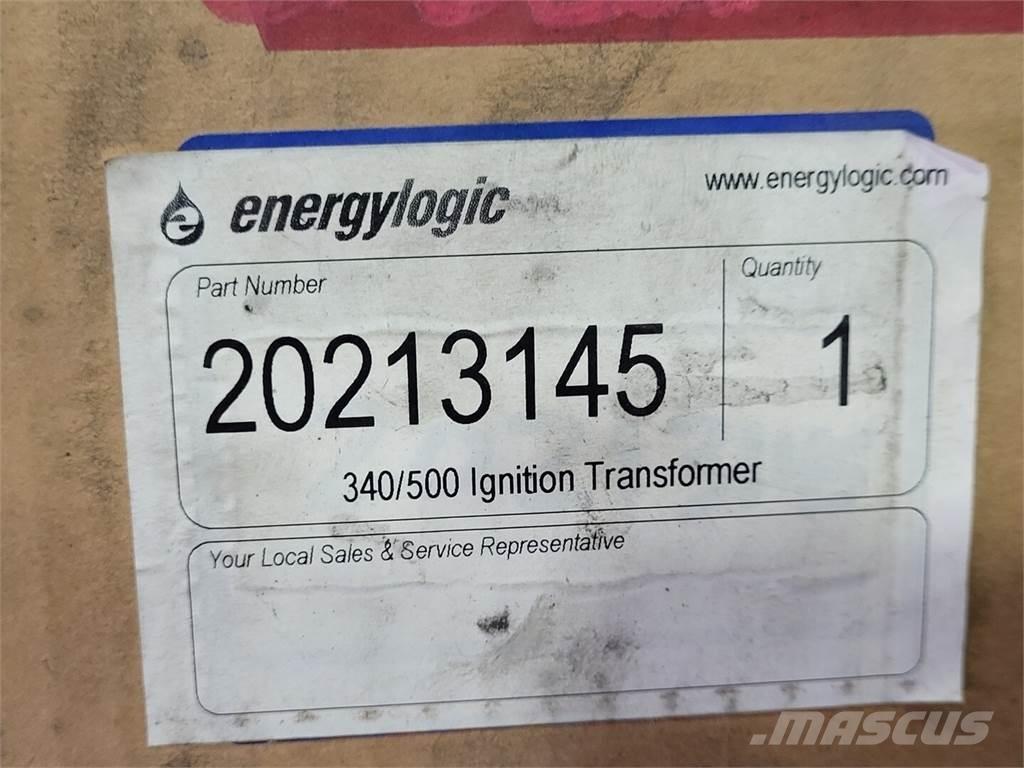 energylogic
www.energylogic.com
Part Number
Quantity
20213145
1
340/500 Ignition Transformer
Your Local Sales & Service Representative
MASCUS